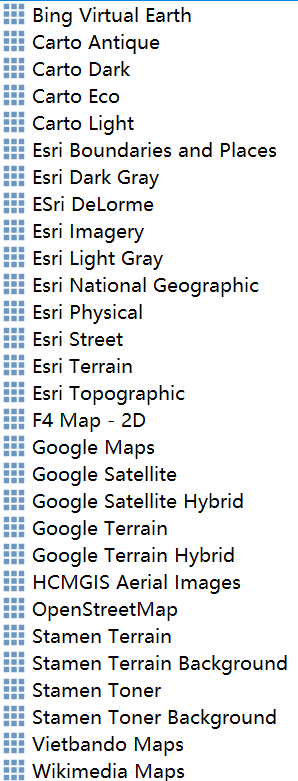 Bing Virtual Earth
Carto Antique
Carto Dark
Carto Eco
Carto Light
Esri Boundaries and Places
Esri Dark Gray
ESri DeLorme
Esri Imagery
Esri Light Gray
Esri National Geographic
Esri Physical
Esri Street
Esri Terrain
Esri Topographic
F4 Map - 2D
Google Maps
Google Satellite
Google Satellite Hybrid
Google Terrain
Google Terrain Hybrid
HCMGIS Aerial Images
OpenStreetMap
Stamen Terrain
Stamen Terrain Background
Stamen Toner
Stamen Toner Background
Vietbando Maps
Wikimedia Maps